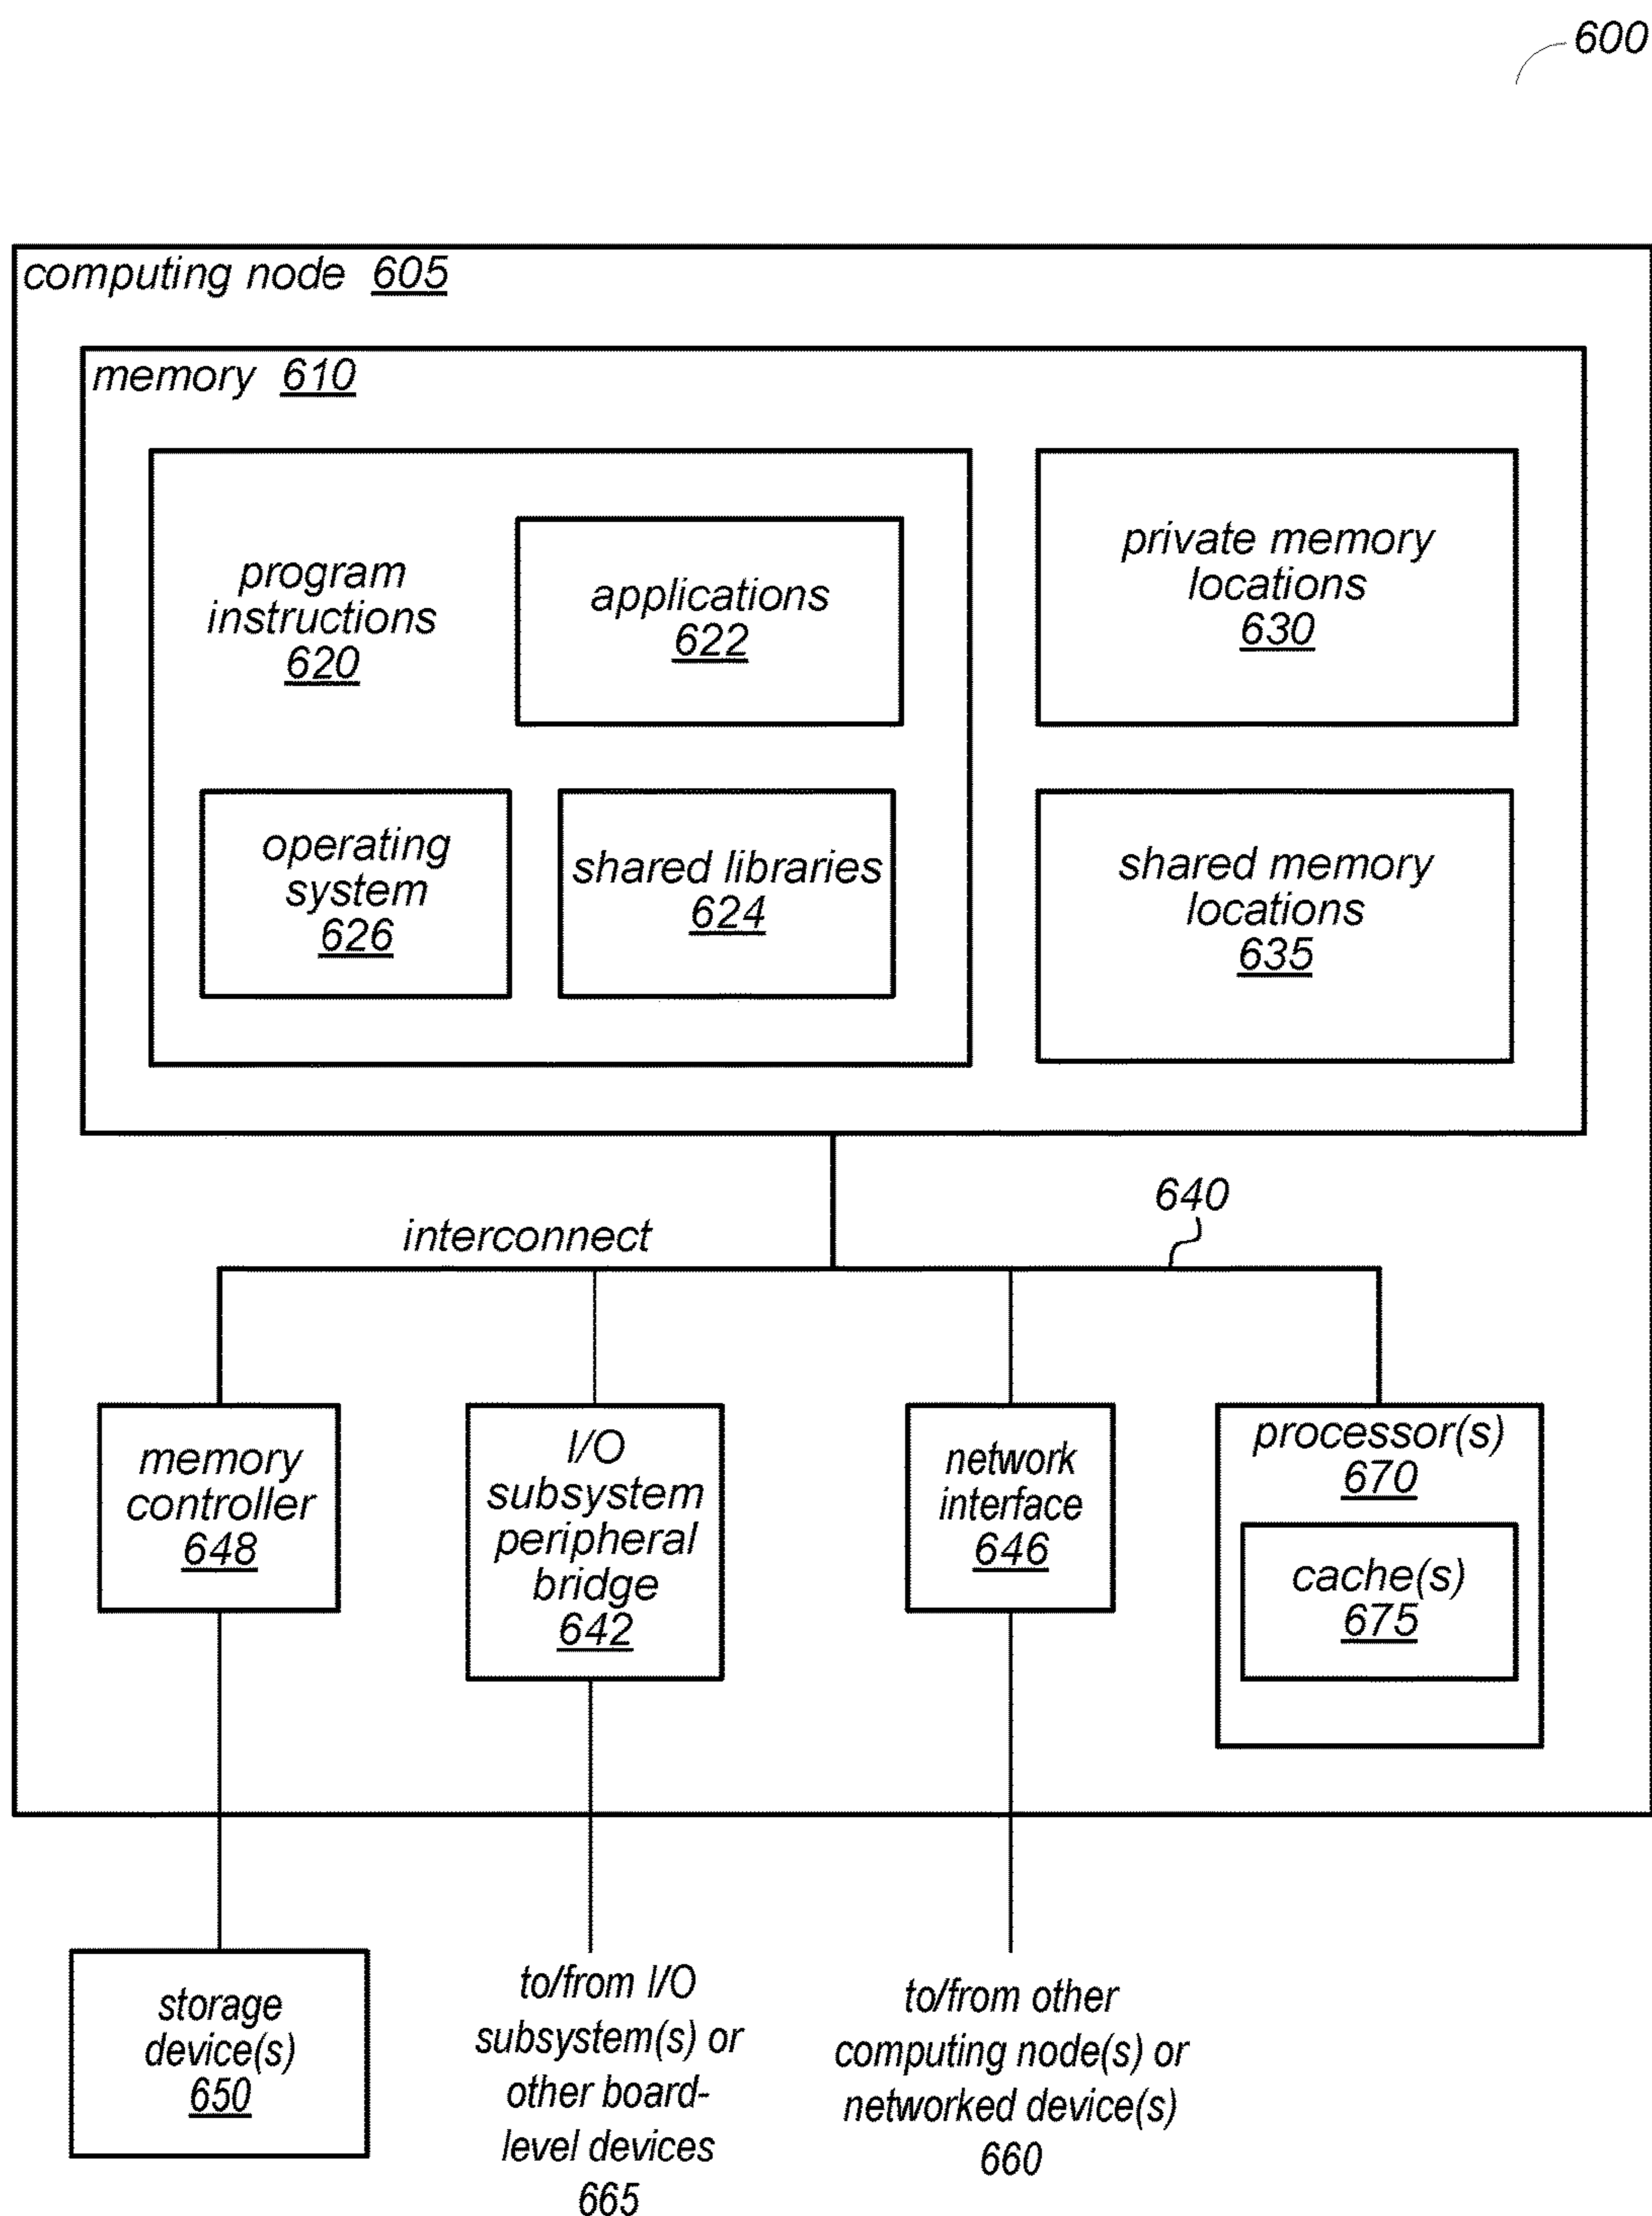 600
computing node 605
memory 610
program
instructions
620
applications
622
private memory
locations
630
operating
system
626
shared libraries
624
shared memory
locations
635
interconnect
640
memory
controller
648
I/O
subsystem
peripheral
bridge
642
network
interface
646
processor(s)
670
cache(s)
675
storage
device(s)
650
to/from I/O
subsystem(s) or
other board-
level devices
665
to/from other
computing node(s) or
networked device(s)
660